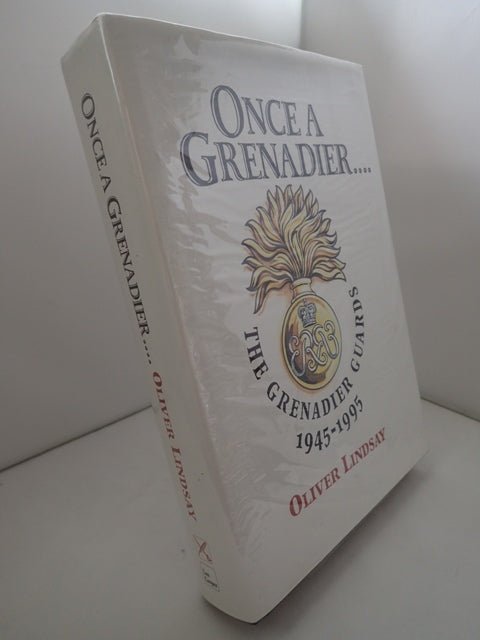 ONCE A GRENADIER.... OLIVER LINDSAY
ONCE A
GRENADIER....
THE GRENADIER GUARDS
1945-1995
OLIVER LINDSAY